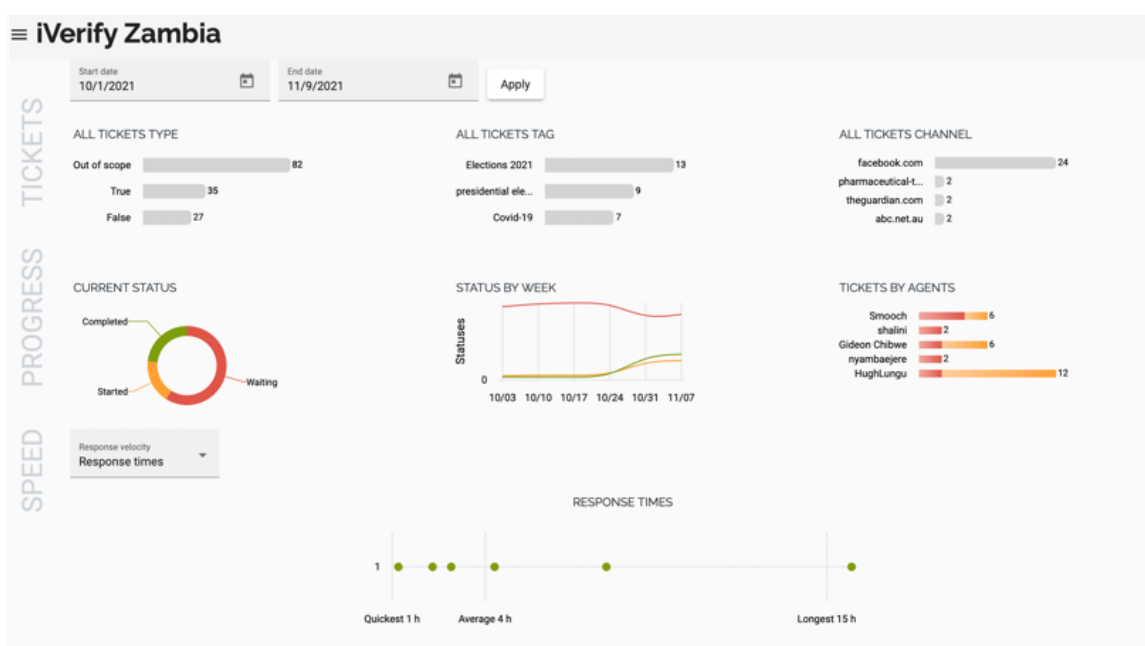 iVerify Zambia
Start date
10/1/2021
End date
11/9/2021
Apply
TICKETS
ALL TICKETS TYPE
Out of scope 82
True 35
False 27
ALL TICKETS TAG
Elections 2021 13
presidential ele... 9
Covid-19 7
ALL TICKETS CHANNEL
facebook.com 24
pharmaceutical-t... 2
theguardian.com 2
abc.net.au 2
PROGRESS
CURRENT STATUS
Completed
Waiting
Started
STATUS BY WEEK
Statuses
0
10/03 10/10 10/17 10/24 10/31 11/07
TICKETS BY AGENTS
Smooch 6
shalini 2
Gideon Chibwe 6
nyambaejere 2
HughLungu 12
SPEED
Response velocity
Response times
RESPONSE TIMES
1
Quickest 1 h Average 4 h Longest 15 h